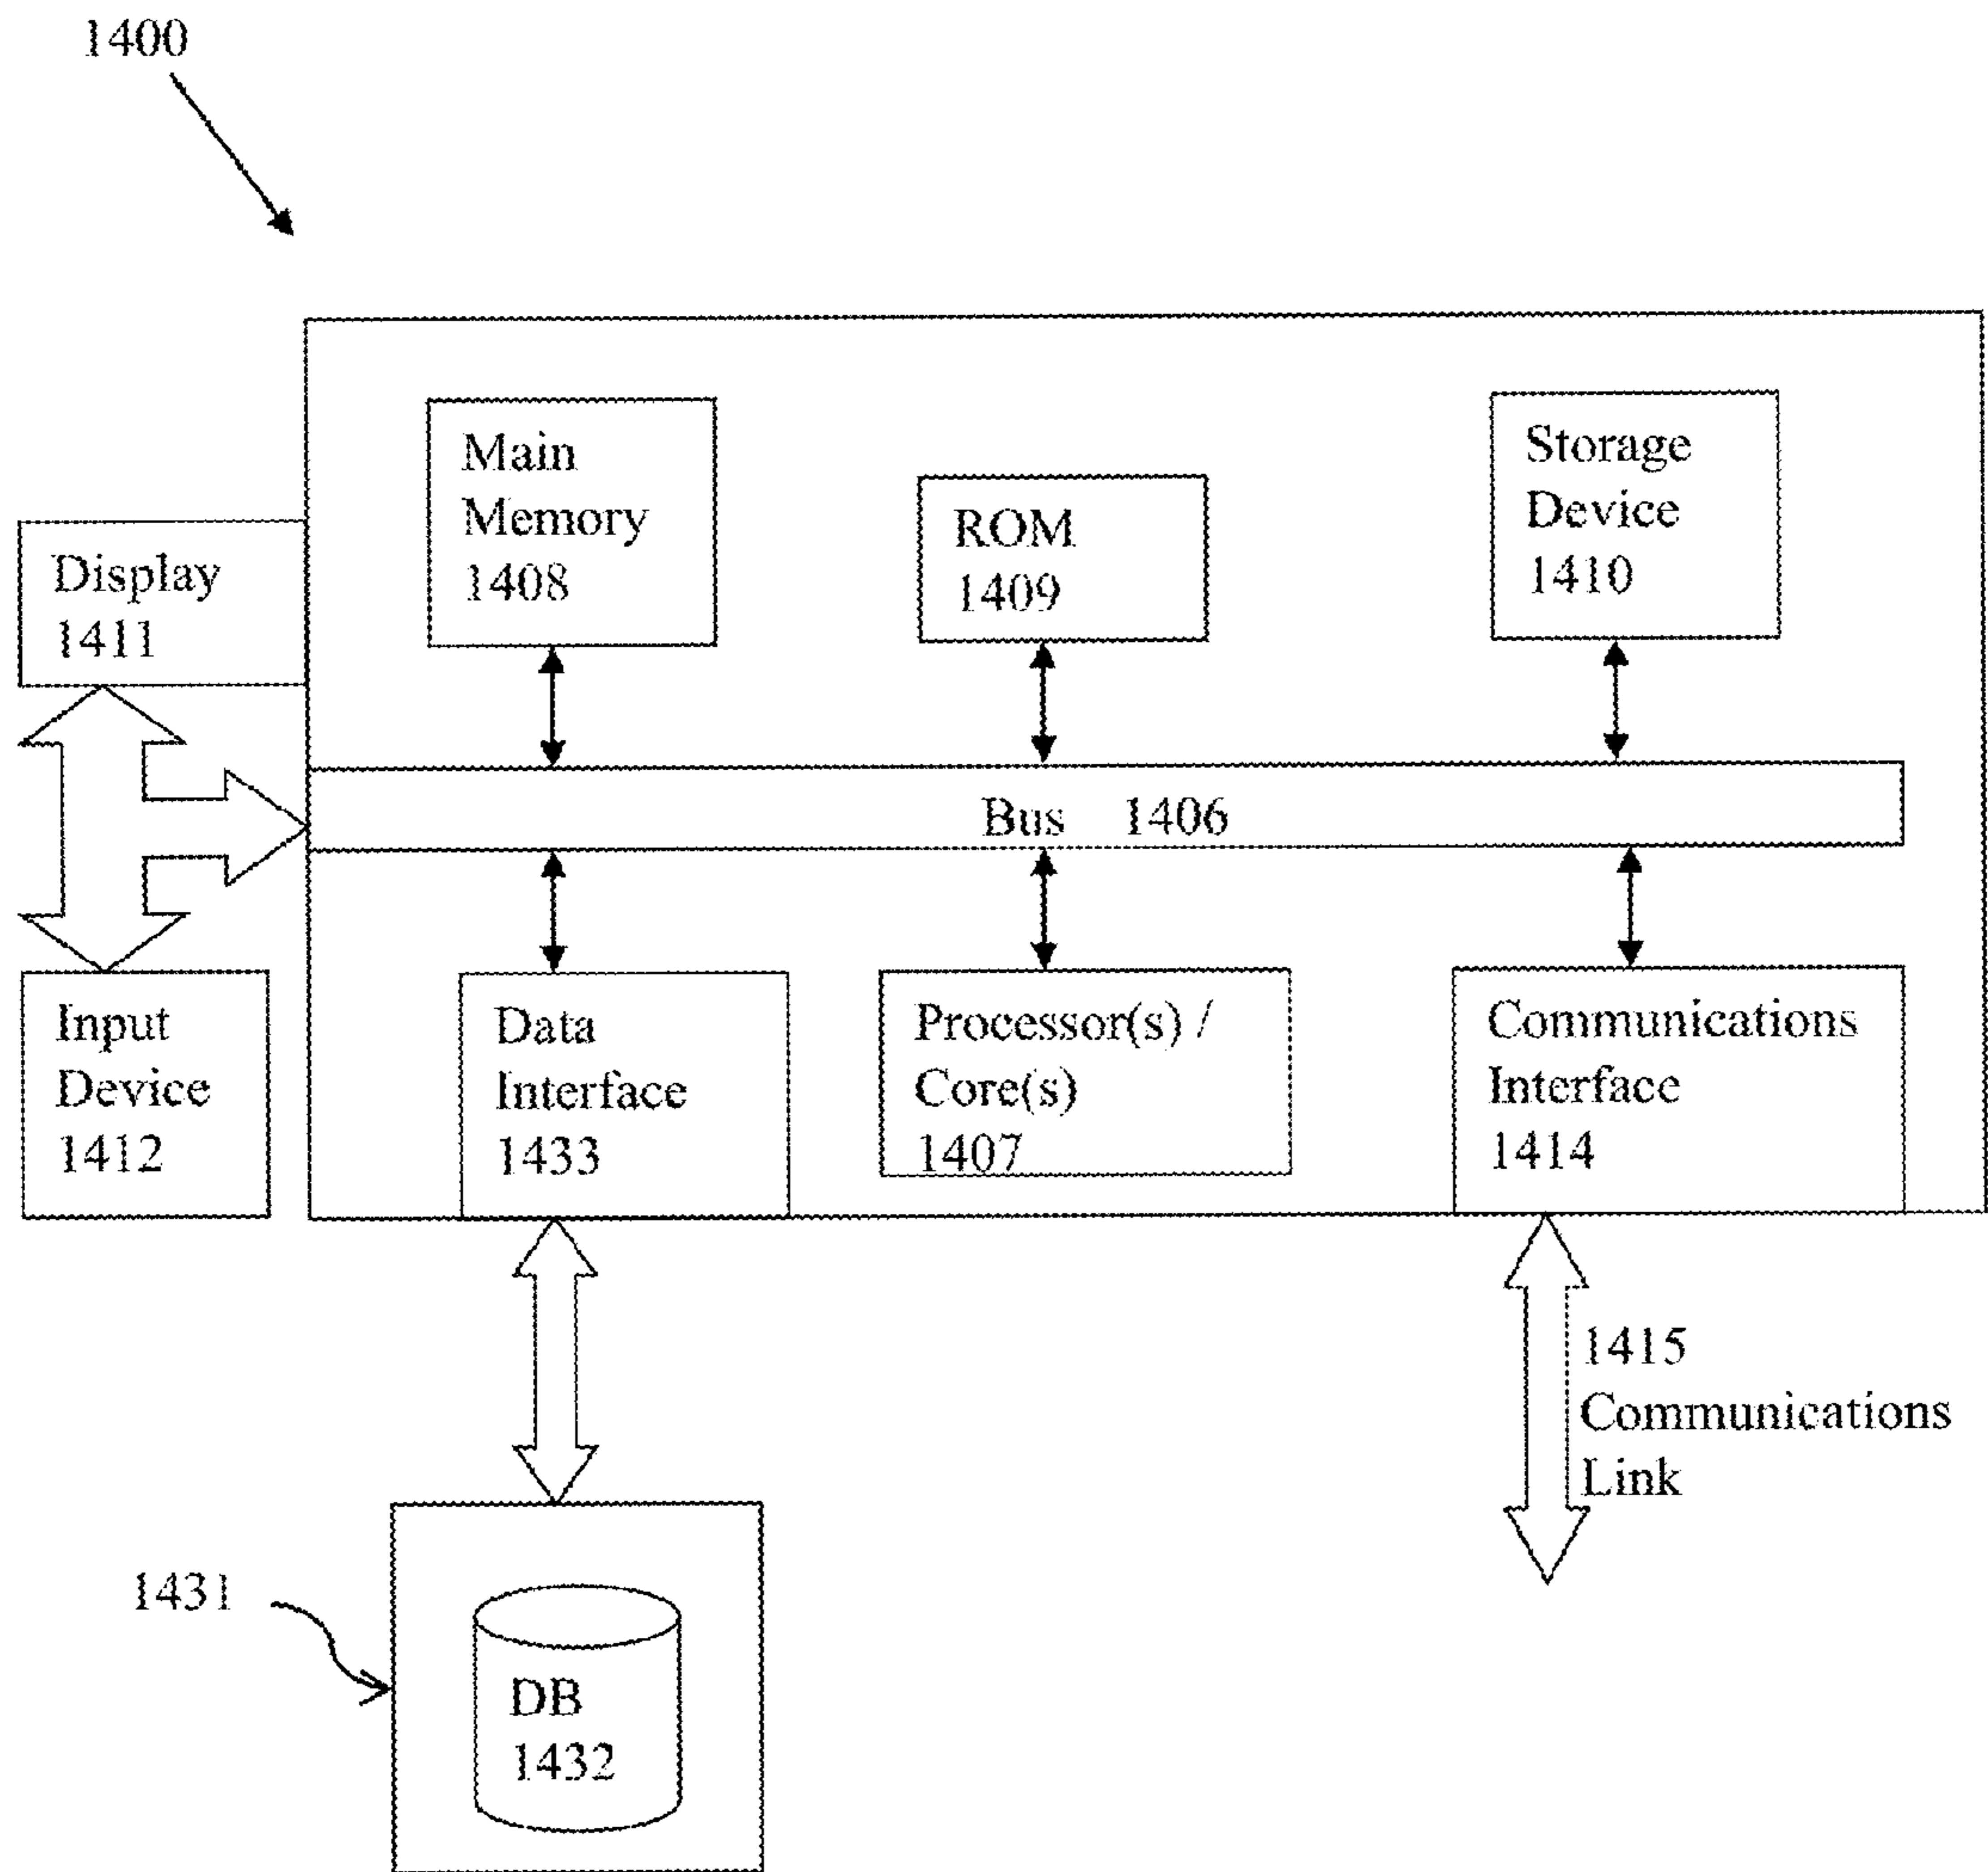 1400
Main
Memory
1408
ROM
1409
Storage
Device
1410
Display
1411
Bus 1406
Input
Device
1412
Data
Interface
1433
Processor(s) /
Core(s)
1407
Communications
Interface
1414
1415
Communications
Link
1431
DB
1432